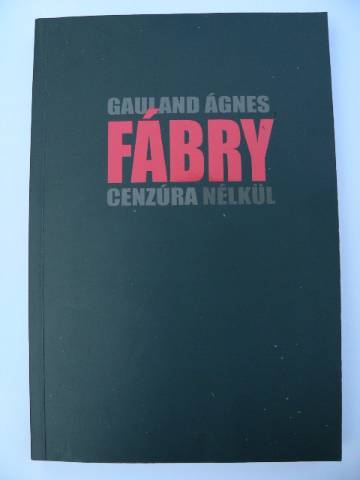 GAULAND ÁGNES
FÁBRY
CENZÚRA NÉLKÜL